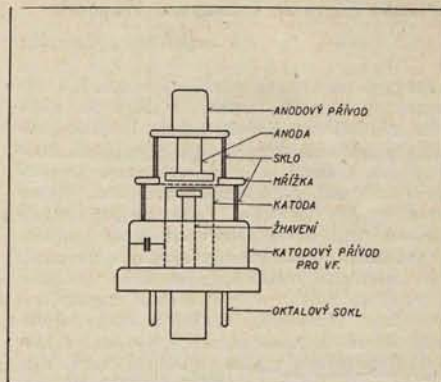 ANODOVÝ PŘÍVOD
ANODA
SKLO
MŘÍŽKA
KATODA
ŽHAVENÍ
KATODOVÝ PŘÍVOD
PRO VF.
OKTALOVÝ SOKL